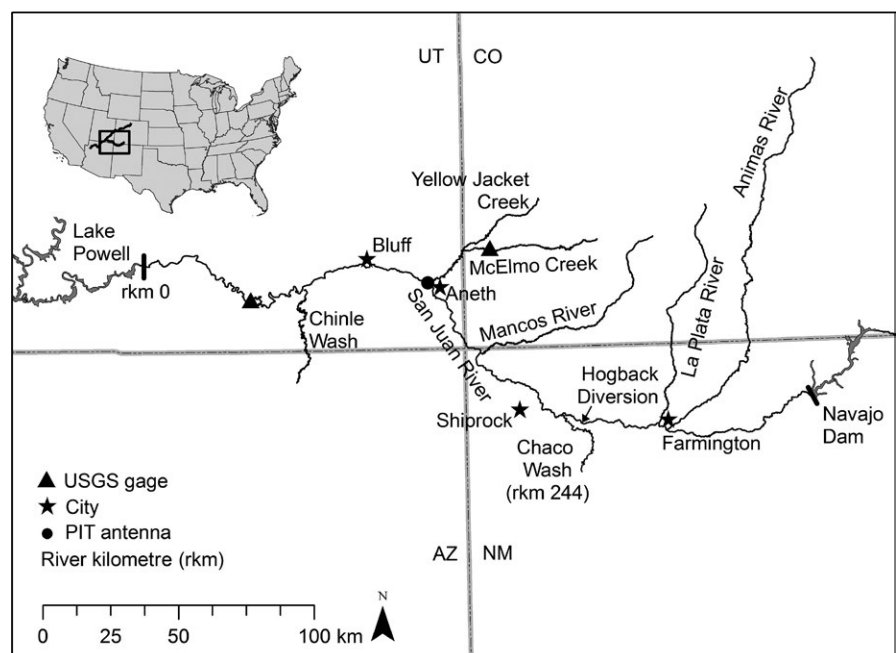 UT CO
Animas River
Yellow Jacket
Creek
Lake
Powell
Bluff
McElmo Creek
rkm 0
Aneth
San Juan River
Mancos River
La Plata River
Chinle
Wash
Hogback
Diversion
Shiprock
Navajo
Dam
Farmington
Chaco
Wash
(rkm 244)
USGS gage
City
PIT antenna
River kilometre (rkm)
AZ NM
N
0 25 50 100 km